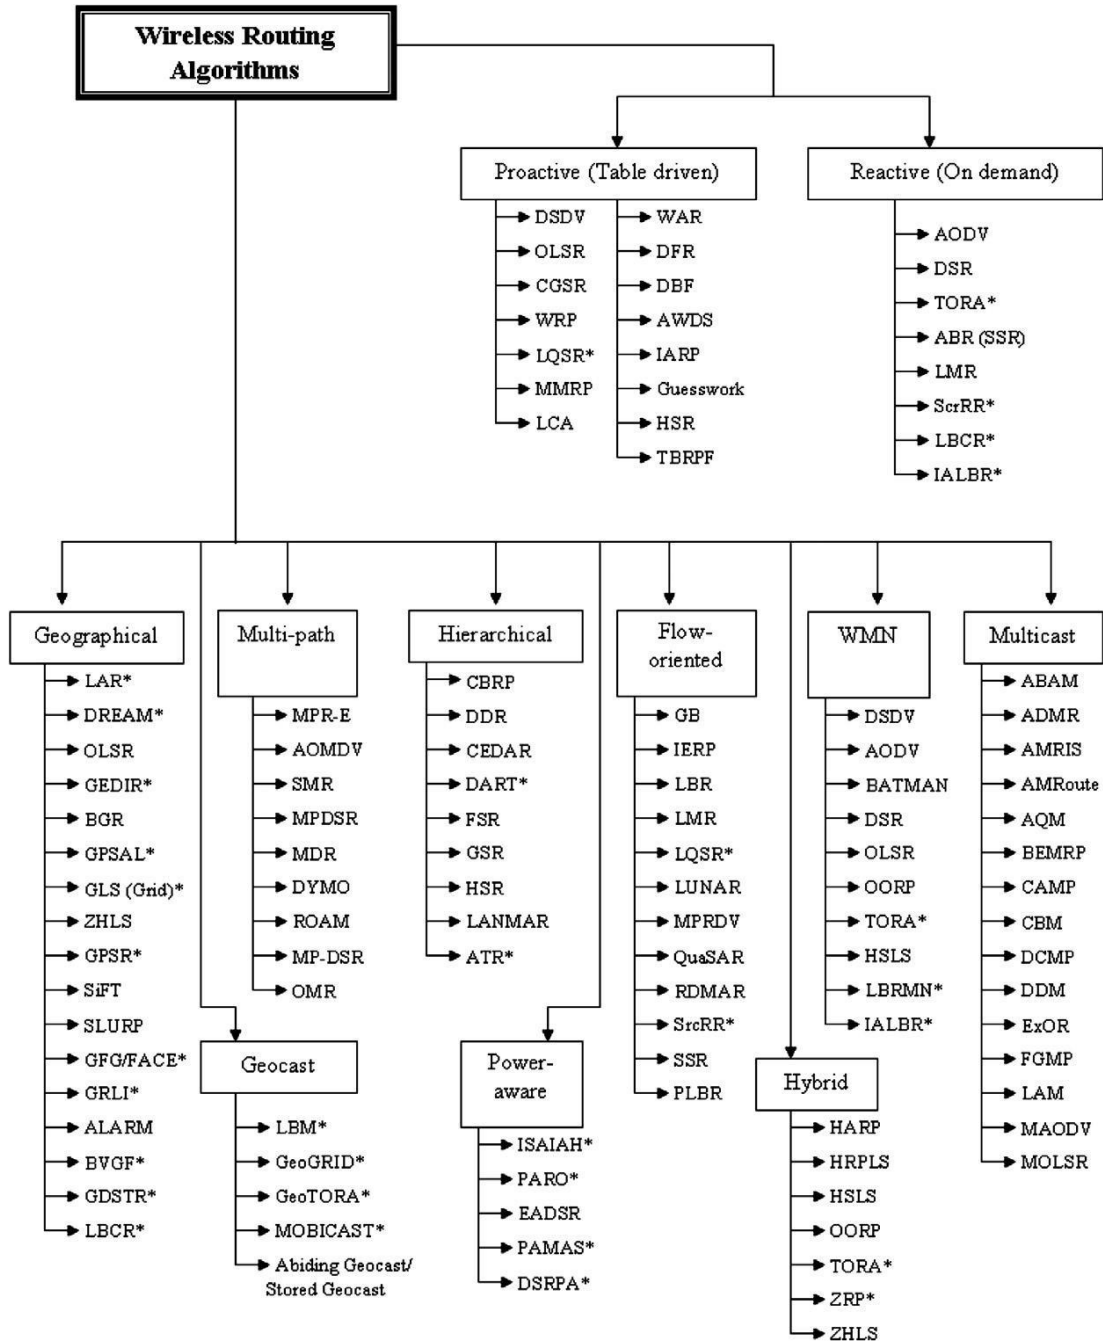 Wireless Routing
Algorithms
Proactive (Table driven)
DSDV
OLSR
CGSR
WRP
LQSR*
MMRP
LCA
WAR
DFR
DBF
AWDS
IARP
Guesswork
HSR
TBRPF
Reactive (On demand)
AODV
DSR
TORA*
ABR (SSR)
LMR
ScrRR*
LBCR*
IALBR*
Geographical
LAR*
DREAM*
OLSR
GEDIR*
BGR
GPSAL*
GLS (Grid)*
ZHLS
GPSR*
SiFT
SLURP
GFG/FACE*
GRLI*
ALARM
BVGF*
GDSTR*
LBCR*
Geocast
LBM*
GeoGRID*
GeoTORA*
MOBICAST*
Abiding Geocast/
Stored Geocast
Multi-path
MPR-E
AOMDV
SMR
MPDSR
MDR
DYMO
ROAM
MP-DSR
OMR
Hierarchical
CBRP
DDR
CEDAR
DART*
FSR
GSR
HSR
LANMAR
ATR*
Power-
aware
ISAIAH*
PARO*
EADSR
PAMAS*
DSRPA*
Flow-
oriented
GB
IERP
LBR
LMR
LQSR*
LUNAR
MPRDV
QuaSAR
RDMAR
SrcRR*
SSR
PLBR
Hybrid
HARP
HRPLS
HSLS
OORP
TORA*
ZRP*
ZHLS
WMN
DSDV
AODV
BATMAN
DSR
OLSR
OORP
TORA*
HSLS
LBRMN*
IALBR*
Multicast
ABAM
ADMR
AMRIS
AMRoute
AQM
BEMRP
CAMP
CBM
DCMP
DDM
ExOR
FGMP
LAM
MAODV
MOLSR